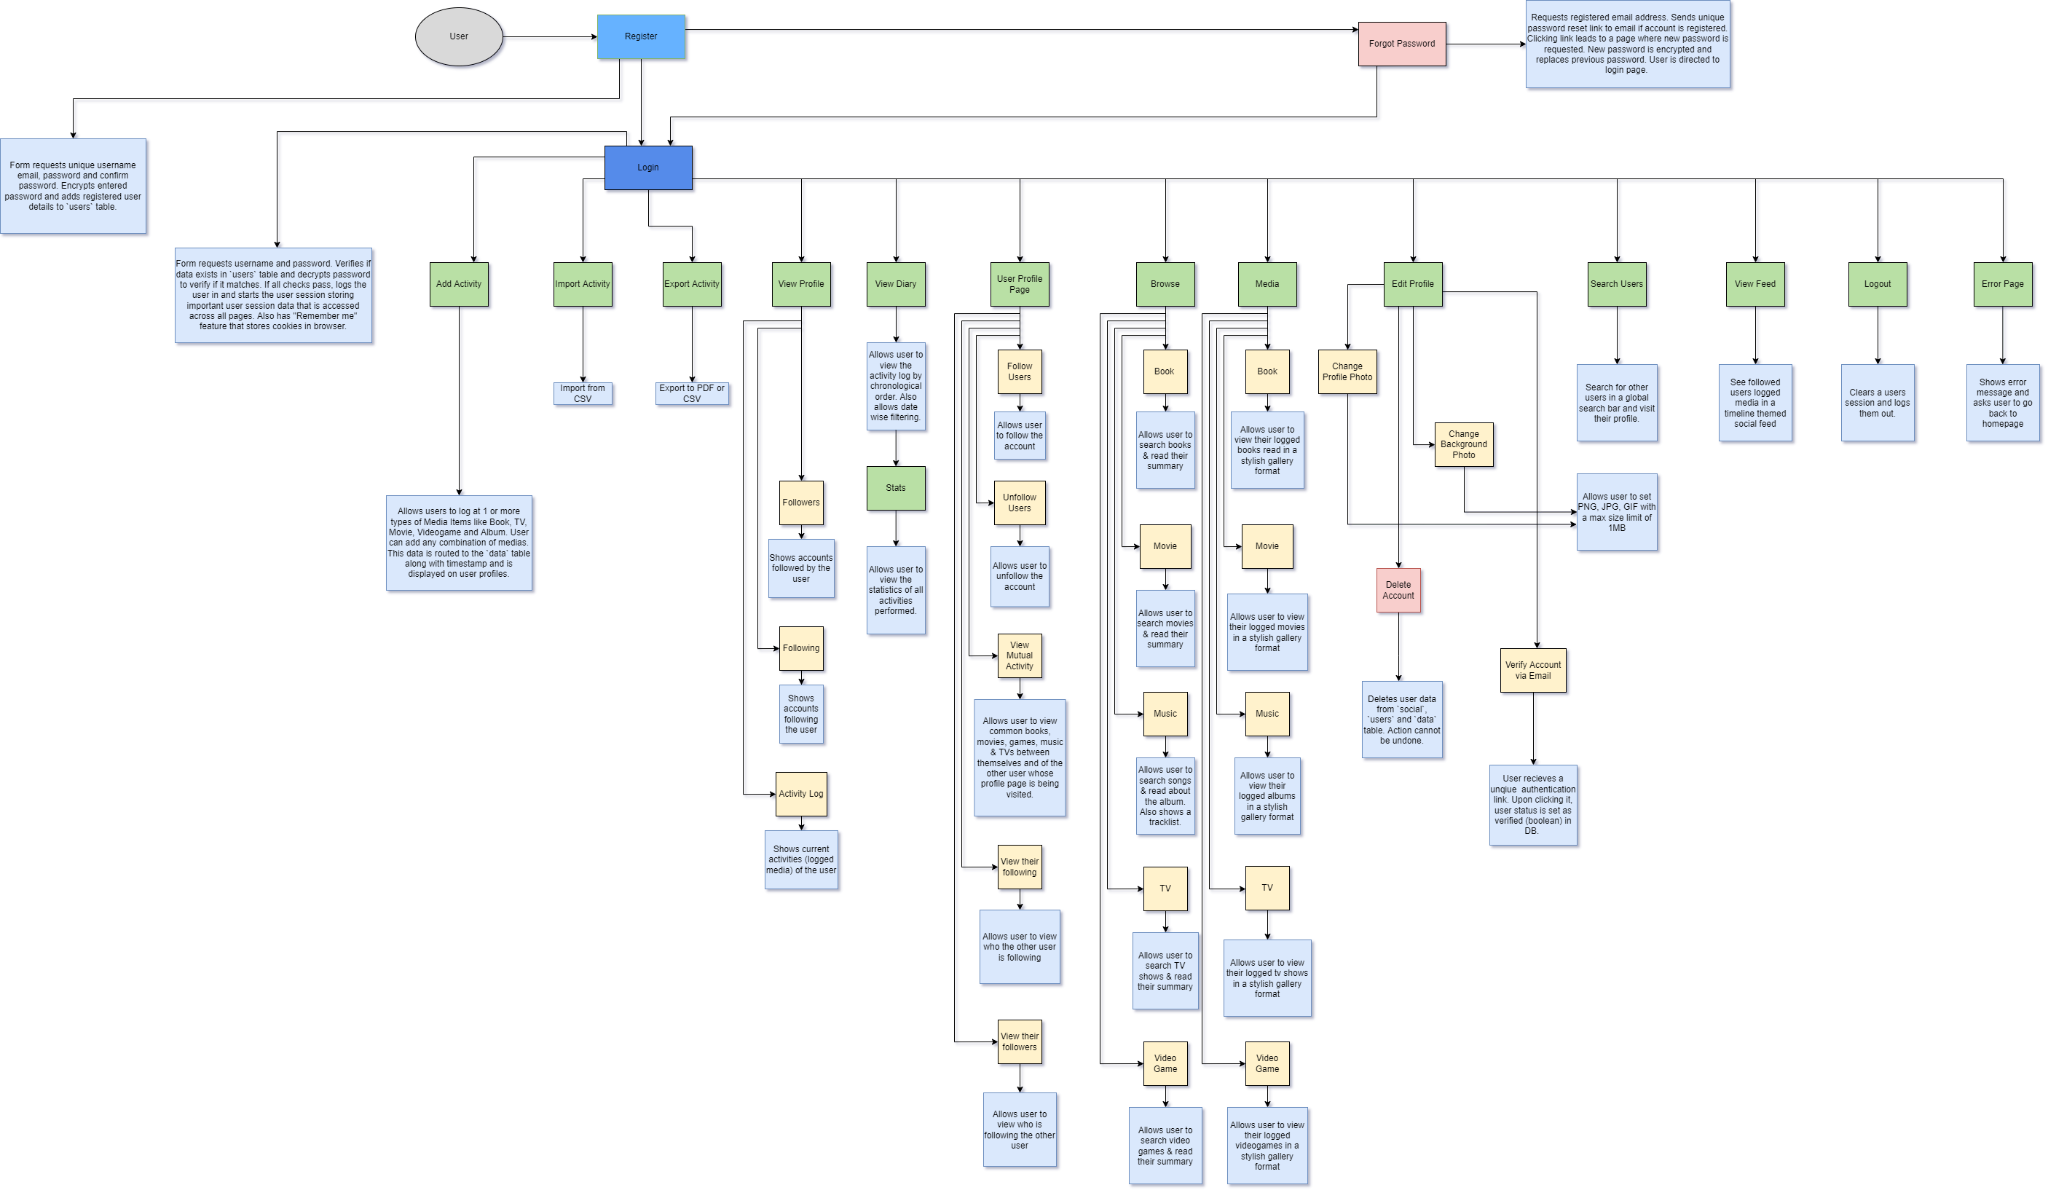 User
Register
Forgot Password
Requests registered email address. Sends unique
password reset link to email if account is registered.
Clicking link leads to a page where new password is
requested. New password is encrypted and
replaces previous password. User is directed to
login page.
Form requests unique username
email, password and confirm
password. Encrypts entered
password and adds registered user
details to `users` table.
Login
Form requests username and password. Verifies if
data exists in `users` table and decrypts password
to verify if it matches. If all checks pass, logs the
user in and starts the user session storing
important user session data that is accessed
across all pages. Also has "Remember me"
feature that stores cookies in browser.
Add Activity
Import Activity
Export Activity
View Profile
View Diary
User Profile
Page
Browse
Media
Edit Profile
Search Users
View Feed
Logout
Error Page
Allows users to log at 1 or more
types of Media Items like Book, TV,
Movie, Videogame and Album. User
can add any combination of medias.
This data is routed to the `data` table
along with timestamp and is
displayed on user profiles.
Import from
CSV
Export to PDF or
CSV
Followers
Shows accounts
followed by the
user
Following
Shows
accounts
following
the user
Activity Log
Shows current
activities (logged
media) of the user
Allows user to
view the
activity log by
chronological
order. Also
allows date
wise filtering.
Stats
Allows user to
view the
statistics of all
activities
performed.
Follow
Users
Allows user
to follow the
account
Unfollow
Users
Allows user to
unfollow the
account
View
Mutual
Activity
Allows user to view
common books,
movies, games, music
& TVs between
themselves and of the
other user whose
profile page is being
visited.
View their
following
Allows user to view
who the other user
is following
View their
followers
Allows user to
view who is
following the other
user
Book
Allows user to
search books
& read their
summary
Movie
Allows user to
search movies
& read their
summary
Music
Allows user to
search songs
& read about
the album.
Also shows a
tracklist.
TV
Allows user to
search TV
shows & read
their summary
Video
Game
Allows user to
search video
games & read
their summary
Book
Allows user to
view their logged
books read in a
stylish gallery
format
Movie
Allows user to view
their logged movies
in a stylish gallery
format
Music
Allows user to
view their
logged albums
in a stylish
gallery format
TV
Allows user to view
their logged tv shows
in a stylish gallery
format
Video
Game
Allows user to view
their logged
videogames in a
stylish gallery
format
Change
Profile Photo
Change
Background
Photo
Allows user to set
PNG, JPG, GIF with
a max size limit of
1MB
Delete
Account
Deletes user data
from `social`,
`users` and `data`
table. Action cannot
be undone.
Verify Account
via Email
User recieves a
unqiue authentication
link. Upon clicking it,
user status is set as
verified (boolean) in
DB.
Search for other
users in a global
search bar and visit
their profile.
See followed
users logged
media in a
timeline themed
social feed
Clears a users
session and logs
them out.
Shows error
message and
asks user to go
back to
homepage